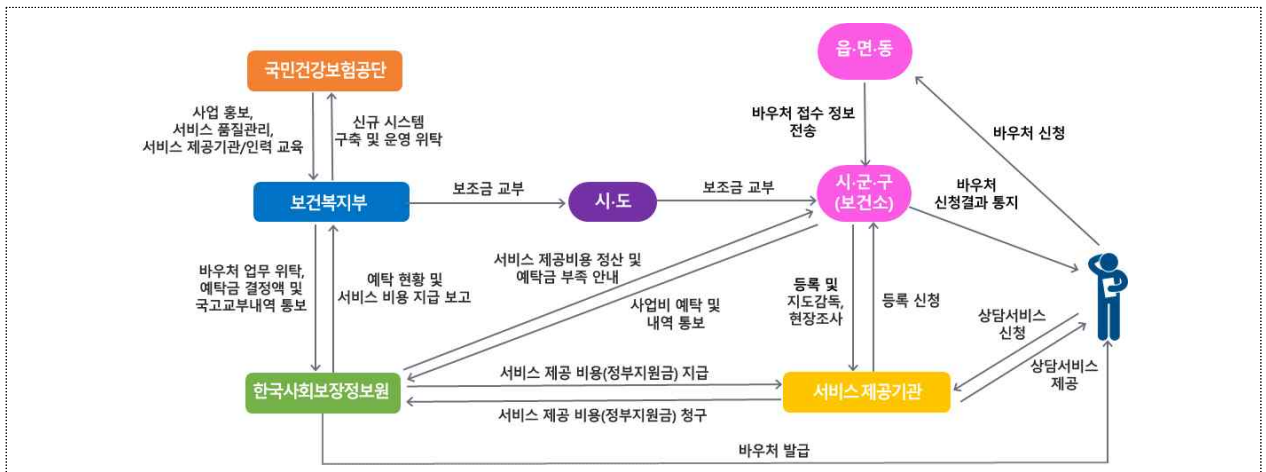 읍·면·동
국민건강보험공단
사업 홍보,
서비스 품질관리,
서비스 제공기관/인력 교육
신규 시스템
구축 및 운영 위탁
바우처 접수 정보
전송
바우처 신청
보건복지부
보조금 교부
시·도
보조금 교부
시·군·구
(보건소)
바우처
신청결과 통지
바우처 업무 위탁,
예탁금 결정액 및
국고교부내역 통보
예탁 현황 및
서비스 비용 지급 보고
서비스 제공비용 정산 및
예탁금 부족 안내
사업비 예탁 및
내역 통보
등록 및
지도감독,
현장조사
등록 신청
상담서비스
신청
상담서비스
제공
한국사회보장정보원
서비스 제공 비용(정부지원금) 지급
서비스 제공 비용(정부지원금) 청구
서비스 제공기관
바우처 발급